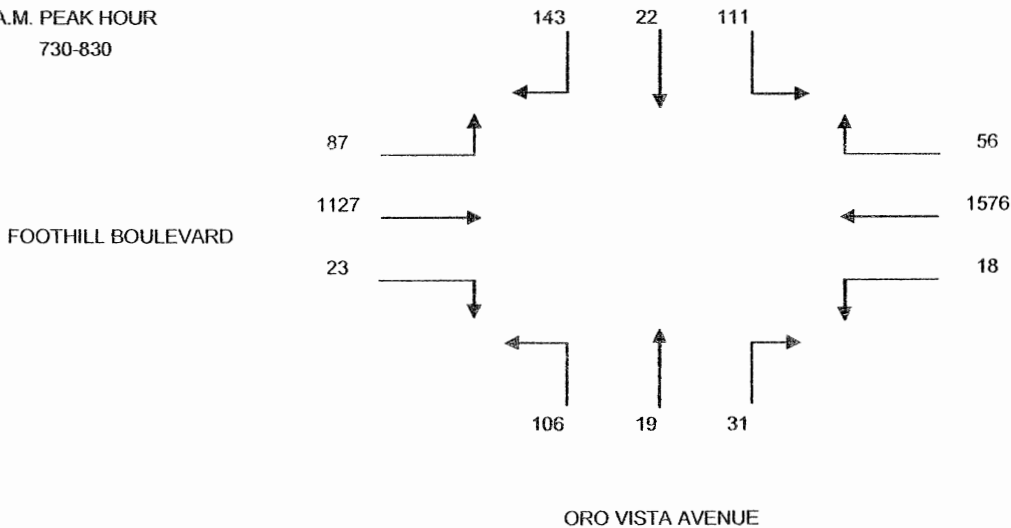 A.M. PEAK HOUR
730-830
143 22 111
87 56
1127 1576
FOOTHILL BOULEVARD
23 18
106 19 31
ORO VISTA AVENUE